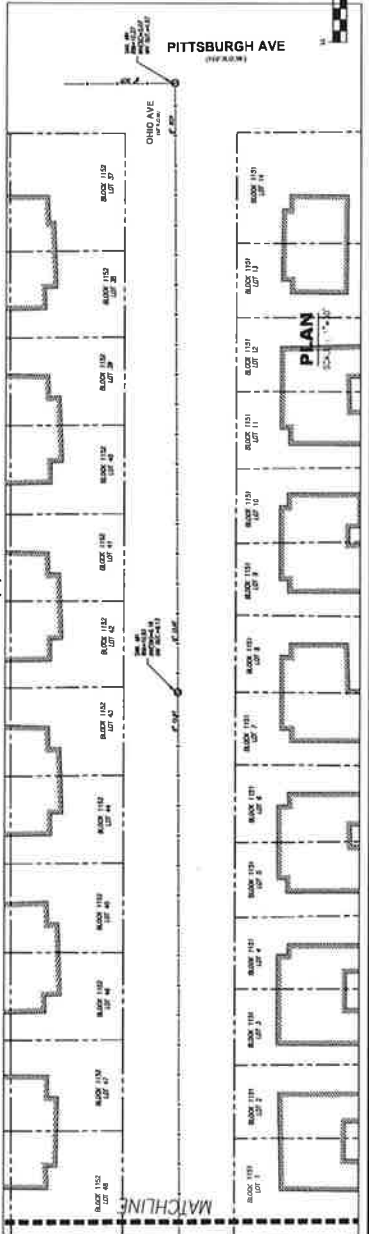 PITTSBURGH AVE
OHIO AVE
BLOCK 1152
LOT 37
BLOCK 1152
LOT 38
BLOCK 1152
LOT 39
BLOCK 1152
LOT 40
BLOCK 1152
LOT 41
BLOCK 1152
LOT 42
BLOCK 1152
LOT 43
BLOCK 1152
LOT 44
BLOCK 1152
LOT 45
BLOCK 1152
LOT 46
BLOCK 1152
LOT 47
BLOCK 1152
LOT 48
BLOCK 1151
LOT 14
BLOCK 1151
LOT 13
BLOCK 1151
LOT 12
BLOCK 1151
LOT 11
BLOCK 1151
LOT 10
BLOCK 1151
LOT 9
BLOCK 1151
LOT 8
BLOCK 1151
LOT 7
BLOCK 1151
LOT 6
BLOCK 1151
LOT 5
BLOCK 1151
LOT 4
BLOCK 1151
LOT 3
BLOCK 1151
LOT 2
BLOCK 1151
LOT 1
PLAN
MATCHLINE